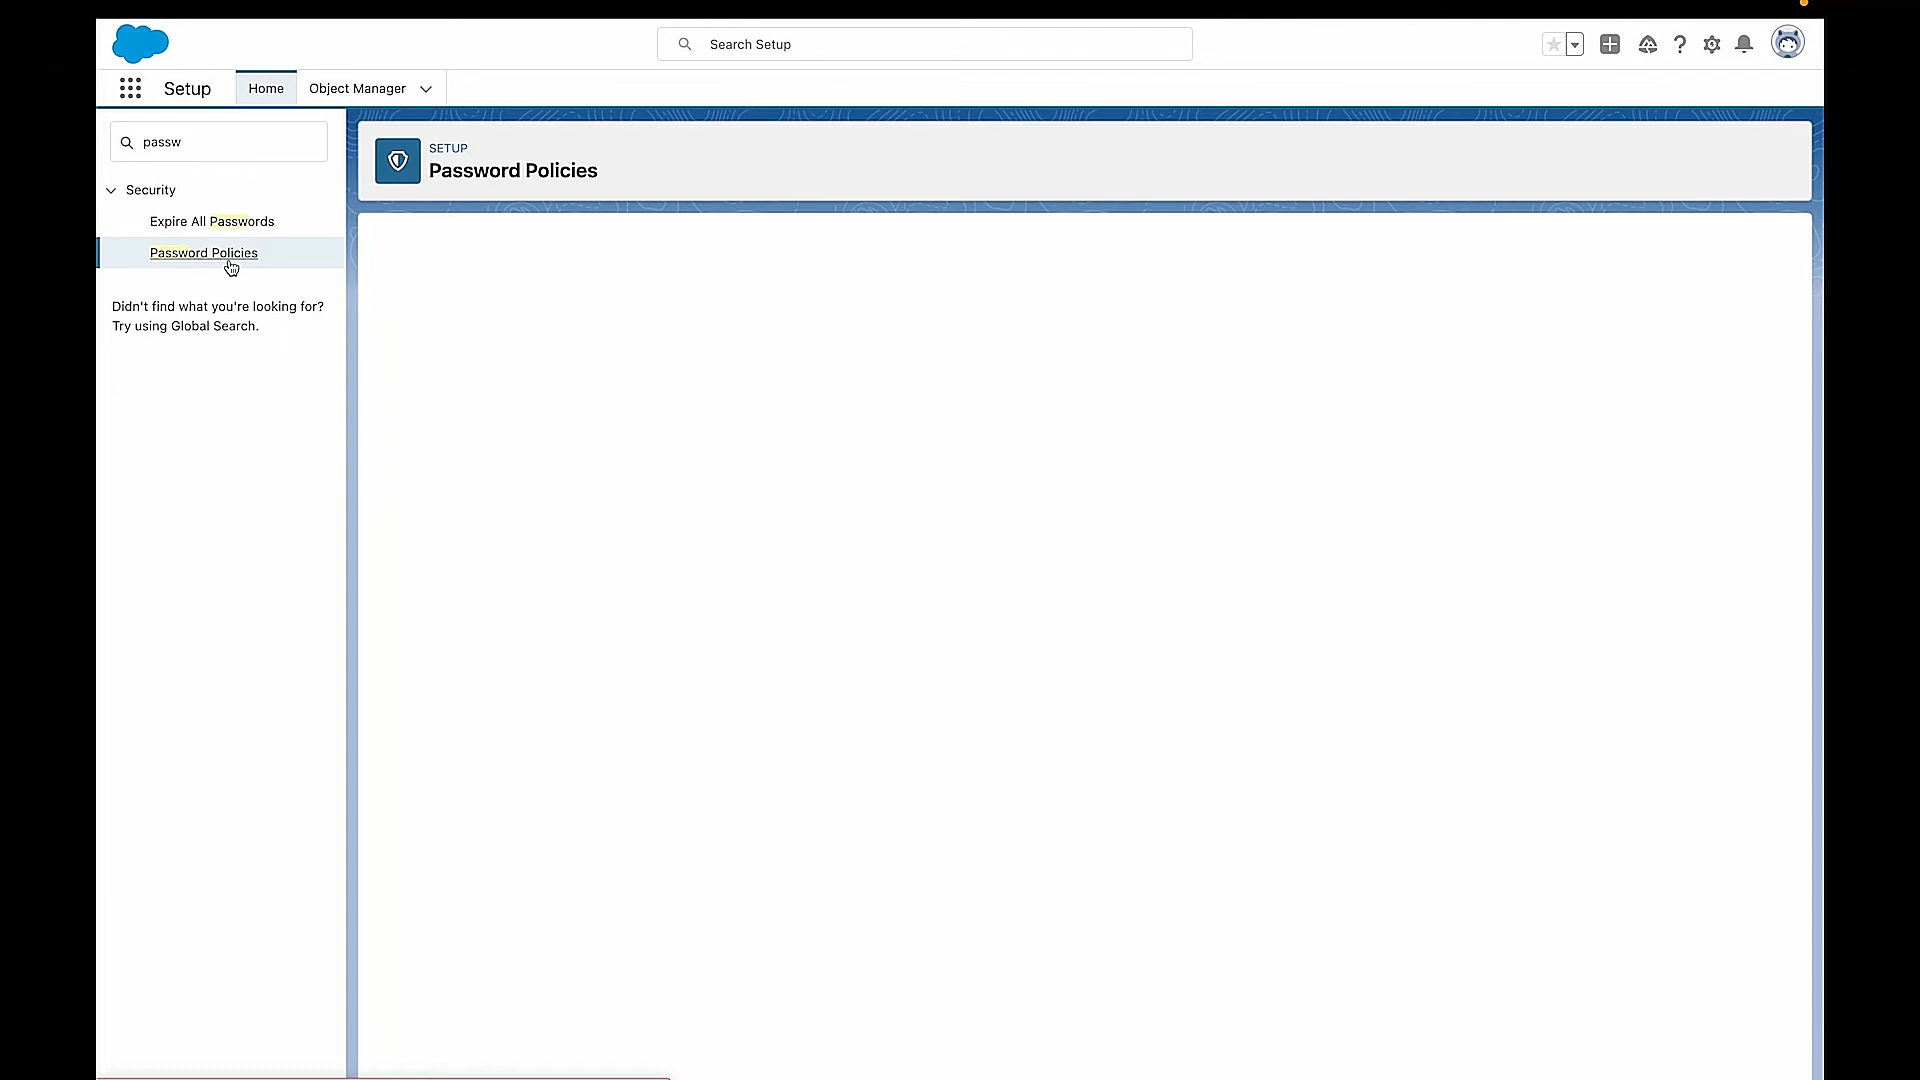 Search Setup
Setup
Home
Object Manager
passw
Security
Expire All Passwords
Password Policies
Didn't find what you're looking for?
Try using Global Search.
SETUP
Password Policies